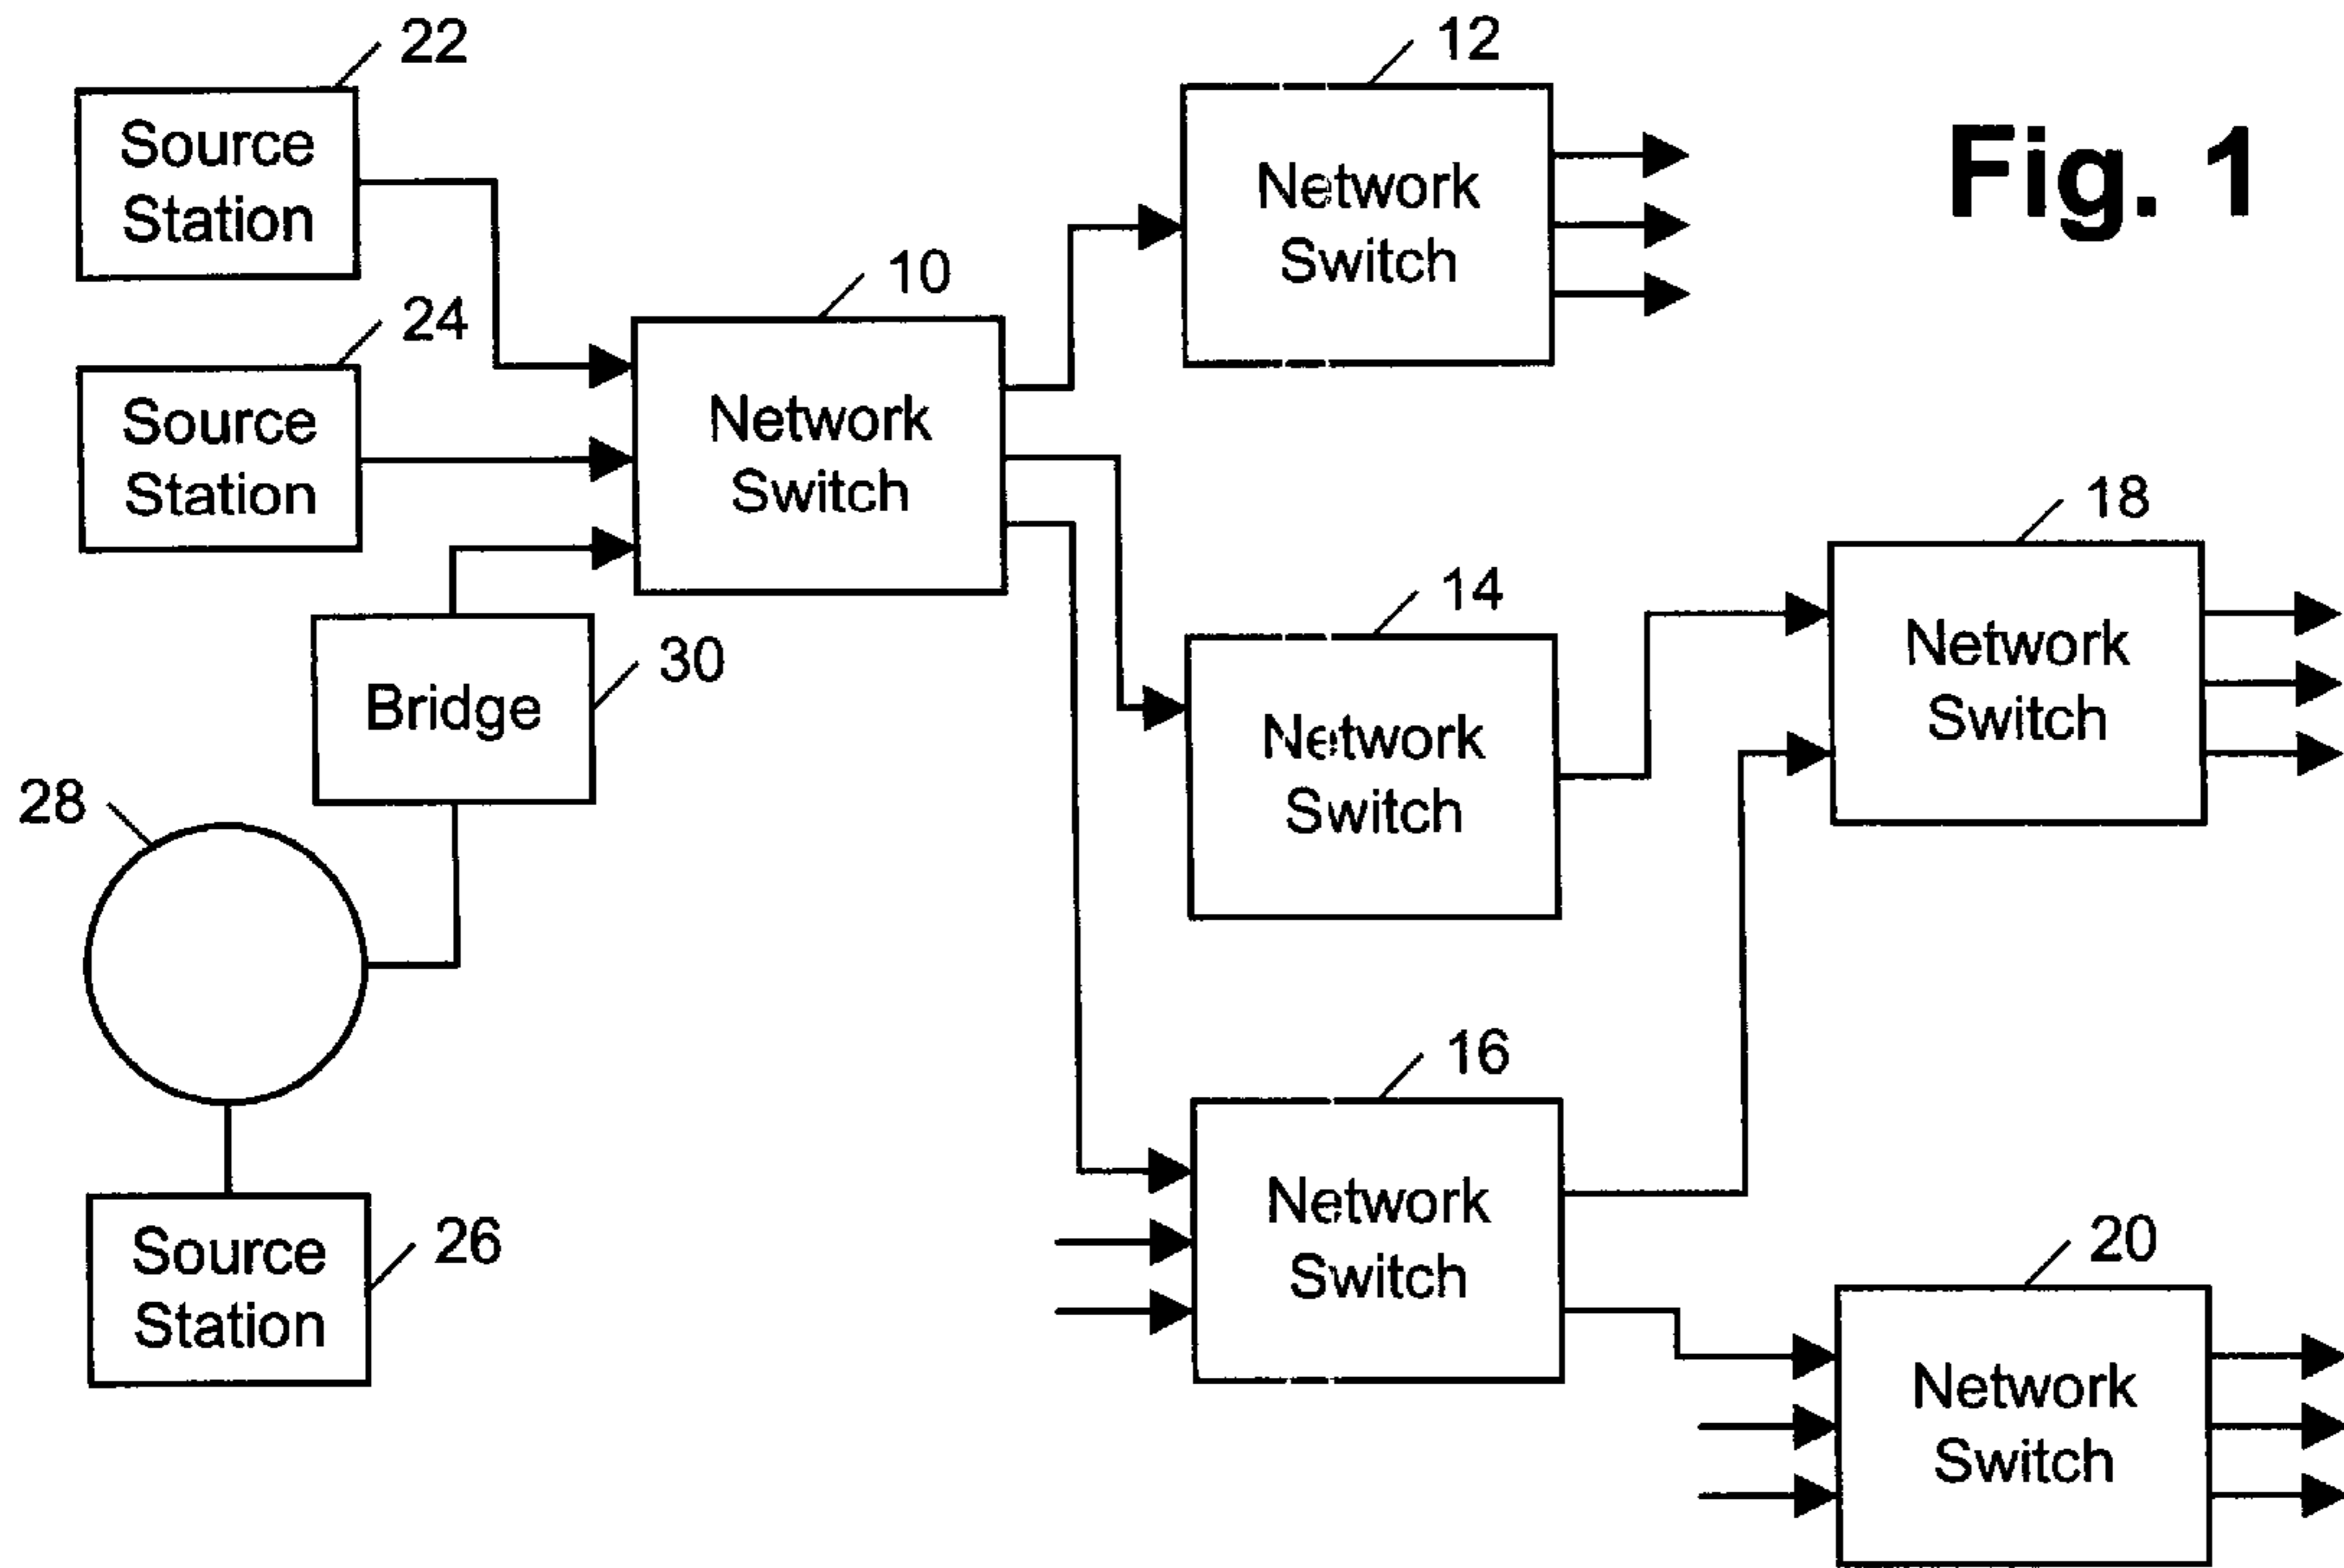 22
Source
Station
24
Source
Station
10
Network
Switch
12
Network
Switch
Fig. 1
30
Bridge
28
14
Network
Switch
18
Network
Switch
16
Network
Switch
26
Source
Station
20
Network
Switch